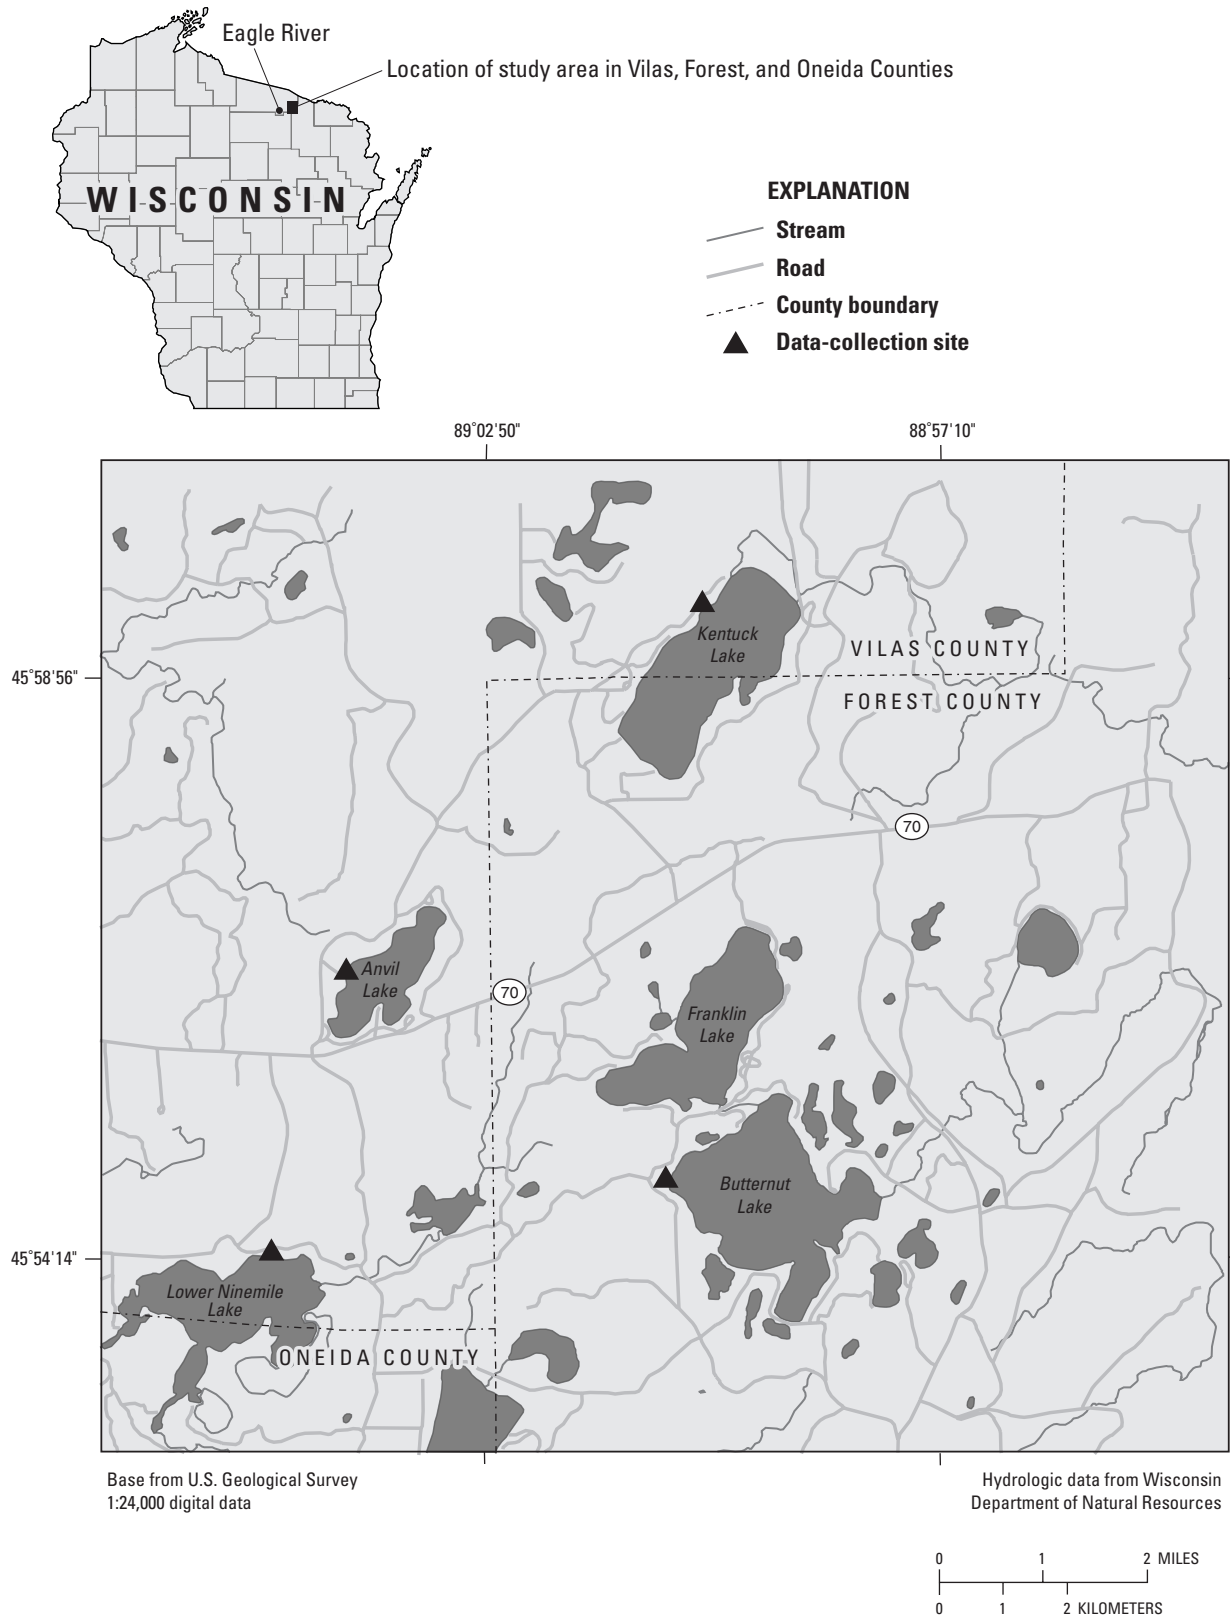 Eagle River
Location of study area in Vilas, Forest, and Oneida Counties
WISCONSIN
EXPLANATION
Stream
Road
County boundary
Data-collection site
89°02'50"
88°57'10"
Kentuck
Lake
VILAS COUNTY
45°58'56"
FOREST COUNTY
70
Anvil
Lake
70
Franklin
Lake
Butternut
Lake
45°54'14"
Lower Ninemile
Lake
ONEIDA COUNTY
Base from U.S. Geological Survey
1:24,000 digital data
Hydrologic data from Wisconsin
Department of Natural Resources
0 1 2 MILES
0 1 2 KILOMETERS